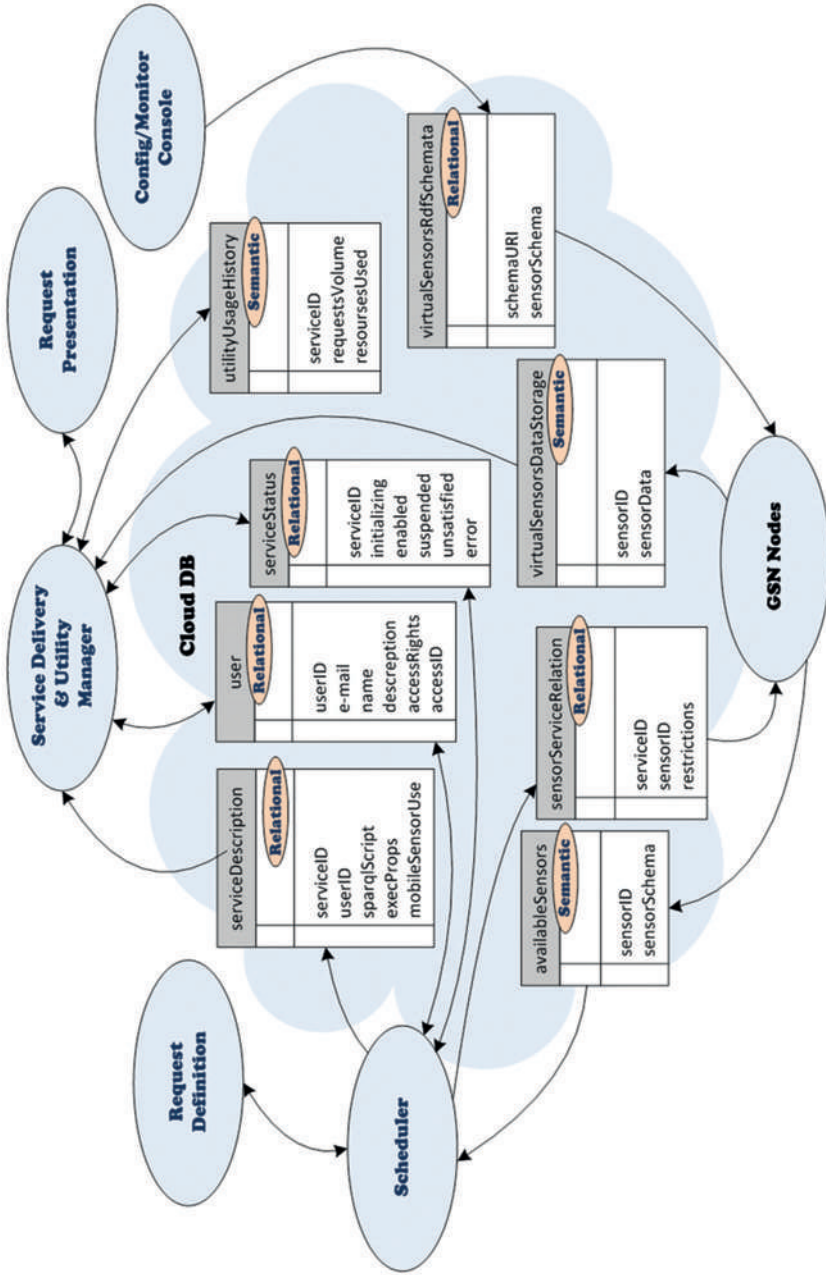 Request
Definition
Service Delivery
& Utility
Manager
Request
Presentation
Config/Monitor
Console
Scheduler
Cloud DB
serviceDescription
Relational
serviceID
userID
sparqlScript
execProps
mobileSensorUse
user
Relational
userID
e-mail
name
descreption
accessRights
accessID
serviceStatus
Relational
serviceID
initializing
enabled
suspended
unsatisfied
error
utilityUsageHistory
Semantic
serviceID
requestsVolume
resoursesUsed
availableSensors
Semantic
sensorID
sensorSchema
sensorServiceRelation
Relational
serviceID
sensorID
restrictions
virtualSensorsDataStorage
Semantic
sensorID
sensorData
virtualSensorsRdfSchemata
Relational
schemaURI
sensorSchema
GSN Nodes